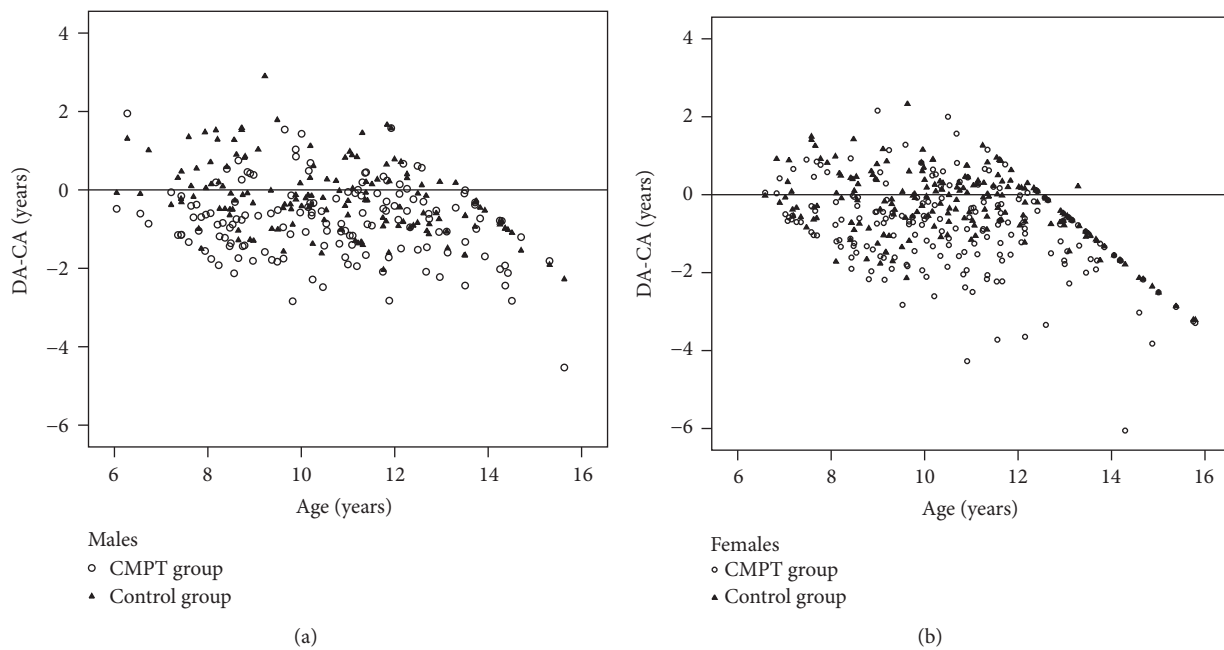 4
2
0
−2
−4
−6
DA-CA (years)
6 8 10 12 14 16
Age (years)
Males
CMPT group
Control group
(a)
4
2
0
−2
−4
−6
DA-CA (years)
6 8 10 12 14 16
Age (years)
Females
CMPT group
Control group
(b)